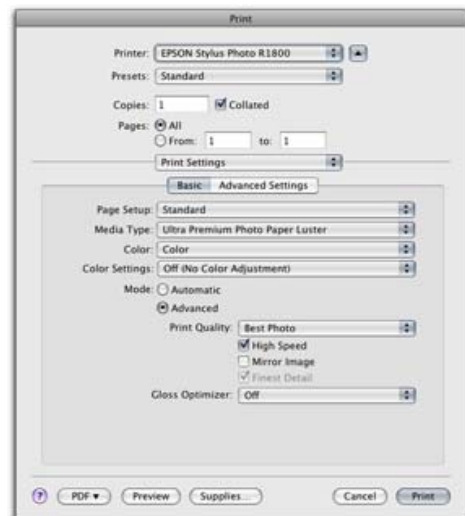 Print
Printer: EPSON Stylus Photo R1800
Presets: Standard
Copies: 1 Collated
Pages: All
From: 1 to: 1
Print Settings
Basic Advanced Settings
Page Setup: Standard
Media Type: Ultra Premium Photo Paper Luster
Color: Color
Color Settings: Off (No Color Adjustment)
Mode: Automatic
Advanced
Print Quality: Best Photo
High Speed
Mirror Image
Finest Detail
Gloss Optimizer: Off
? PDF ▾ Preview Supplies... Cancel Print